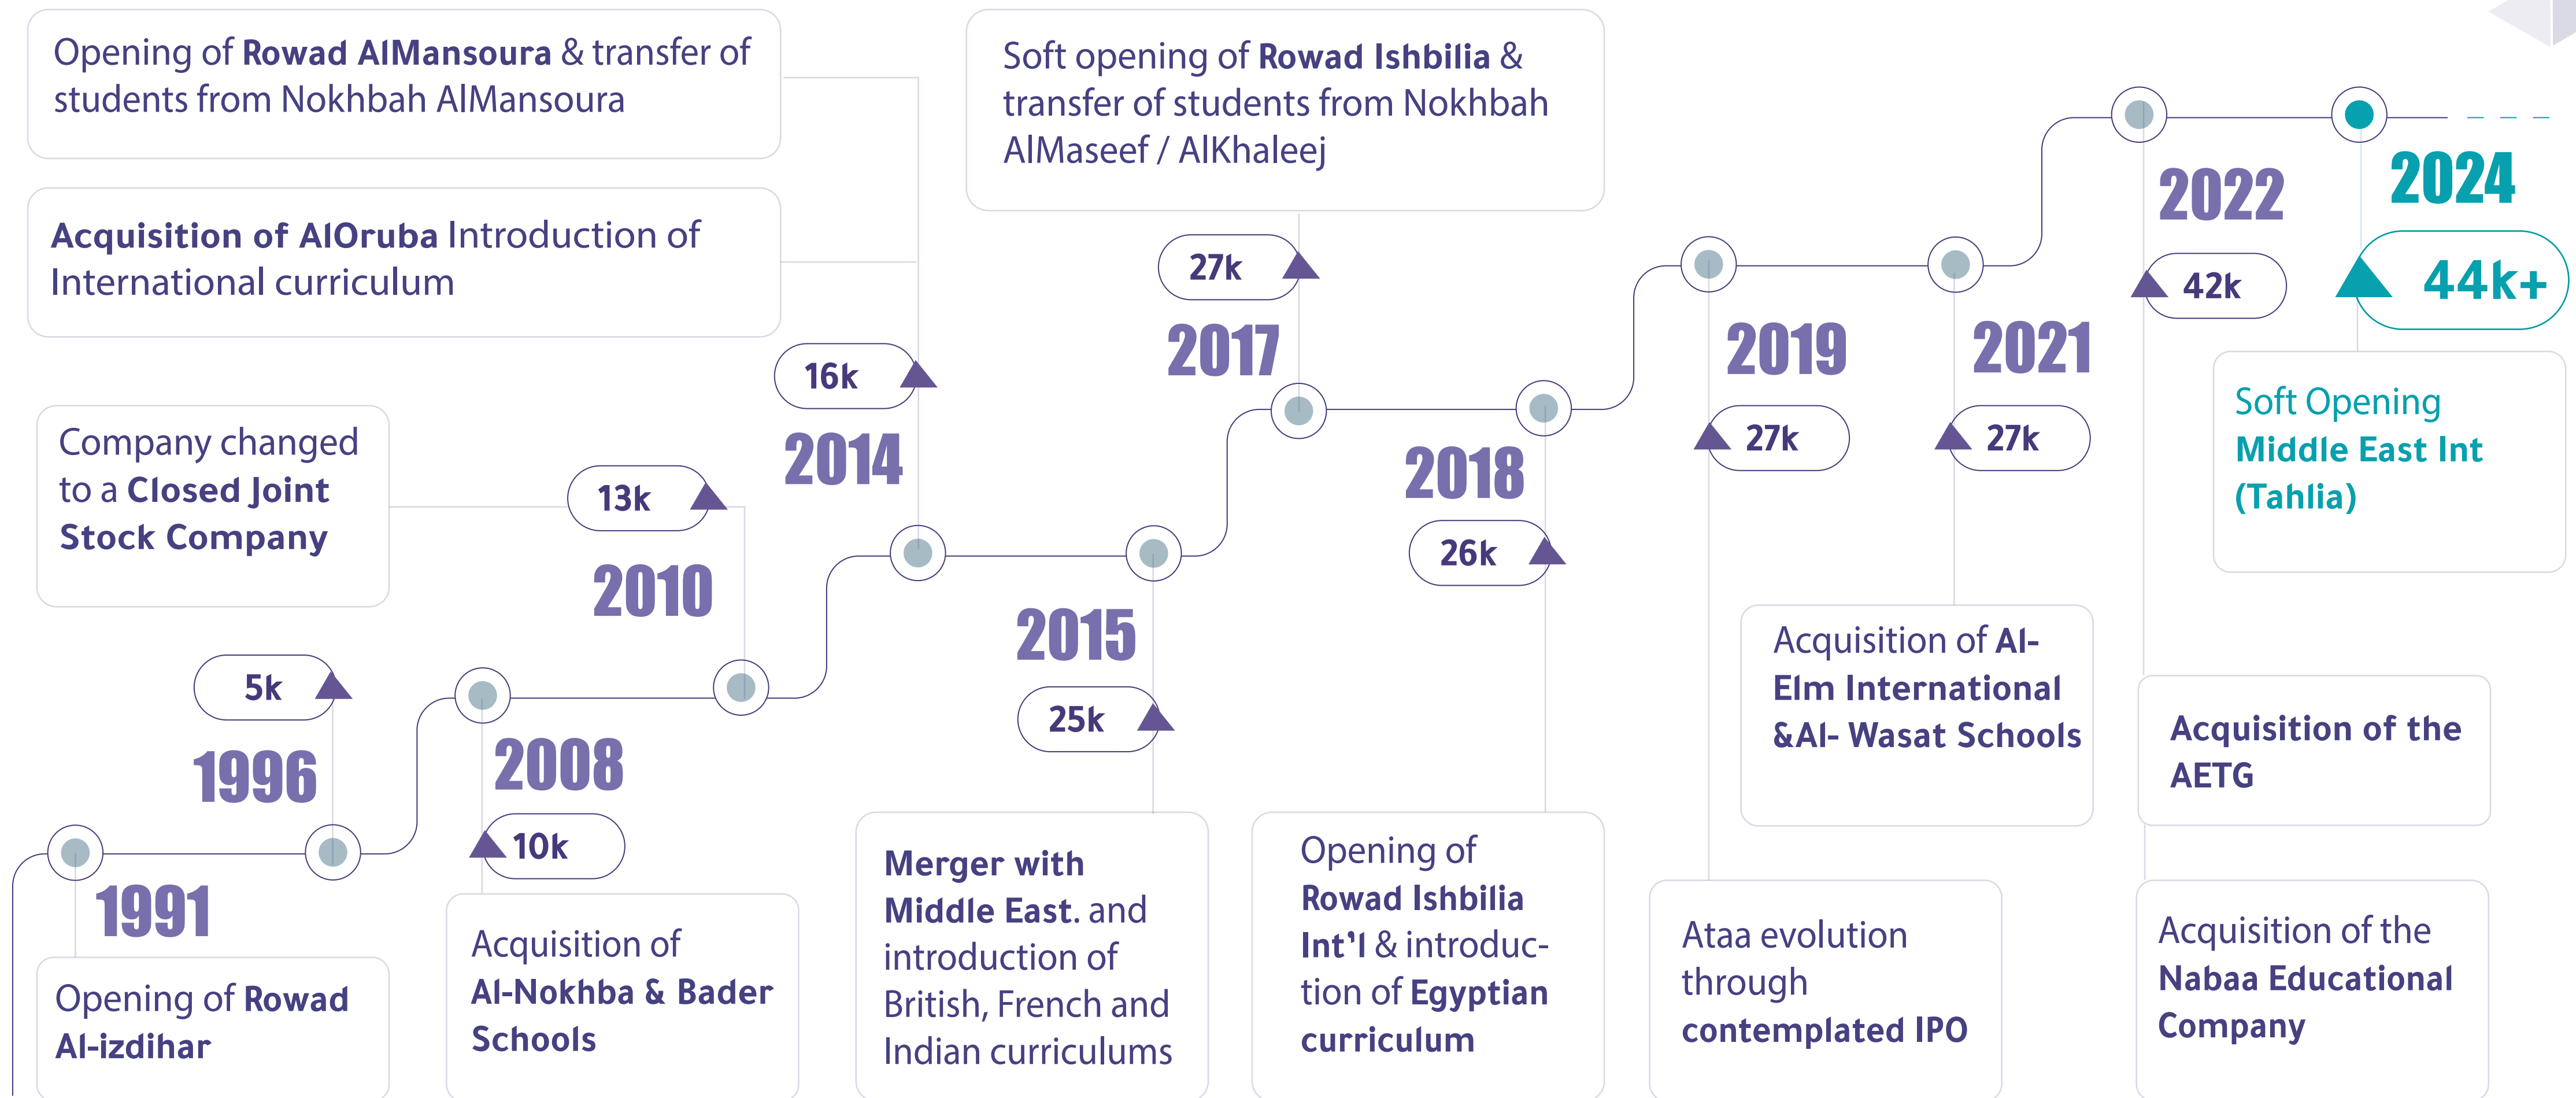 Opening of Rowad AlMansoura & transfer of
students from Nokhbah AlMansoura
Acquisition of AlOruba Introduction of
International curriculum
Company changed
to a Closed Joint
Stock Company
1991
Opening of Rowad
Al-izdihar
5k
1996
2008
10k
Acquisition of
Al-Nokhba & Bader
Schools
13k
2010
16k
2014
2015
25k
Merger with
Middle East. and
introduction of
British, French and
Indian curriculums
Soft opening of Rowad Ishbilia &
transfer of students from Nokhbah
AlMaseef / AlKhaleej
27k
2017
2018
26k
Opening of
Rowad Ishbilia
Int'l & introduc-
tion of Egyptian
curriculum
2019
27k
Ataa evolution
through
contemplated IPO
2021
27k
Acquisition of Al-
Elm International
&Al- Wasat Schools
2022
42k
Acquisition of the
AETG
Acquisition of the
Nabaa Educational
Company
2024
44k+
Soft Opening
Middle East Int
(Tahlia)